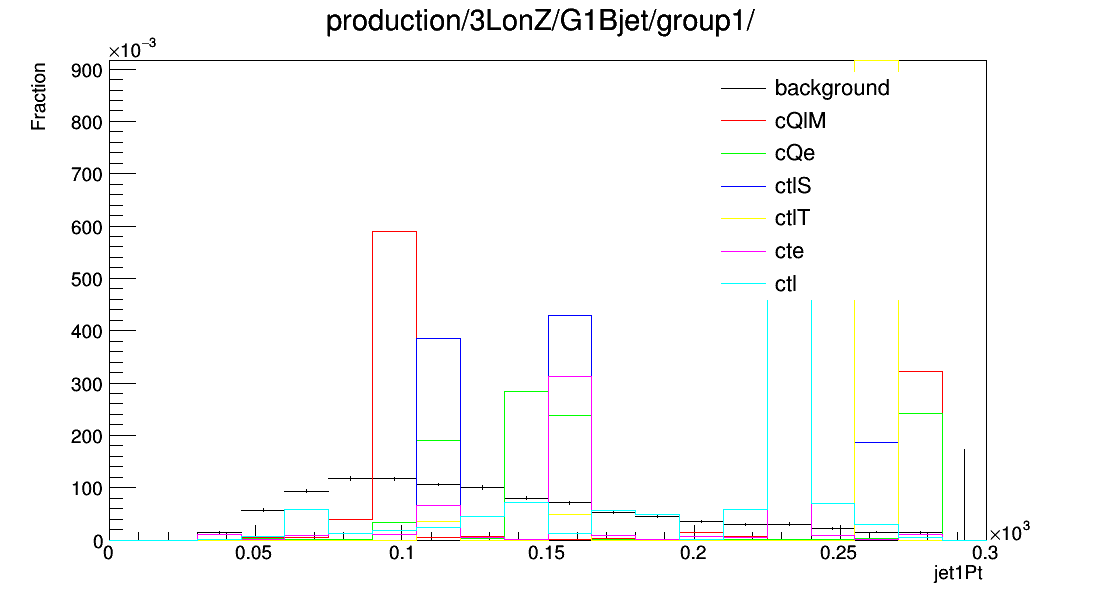 production/3LonZ/G1Bjet/group1/
×10⁻³
Fraction
900
800
700
600
500
400
300
200
100
0
background
cQlM
cQe
ctlS
ctlT
cte
ctl
0 0.05 0.1 0.15 0.2 0.25 0.3
×10³
jet1Pt